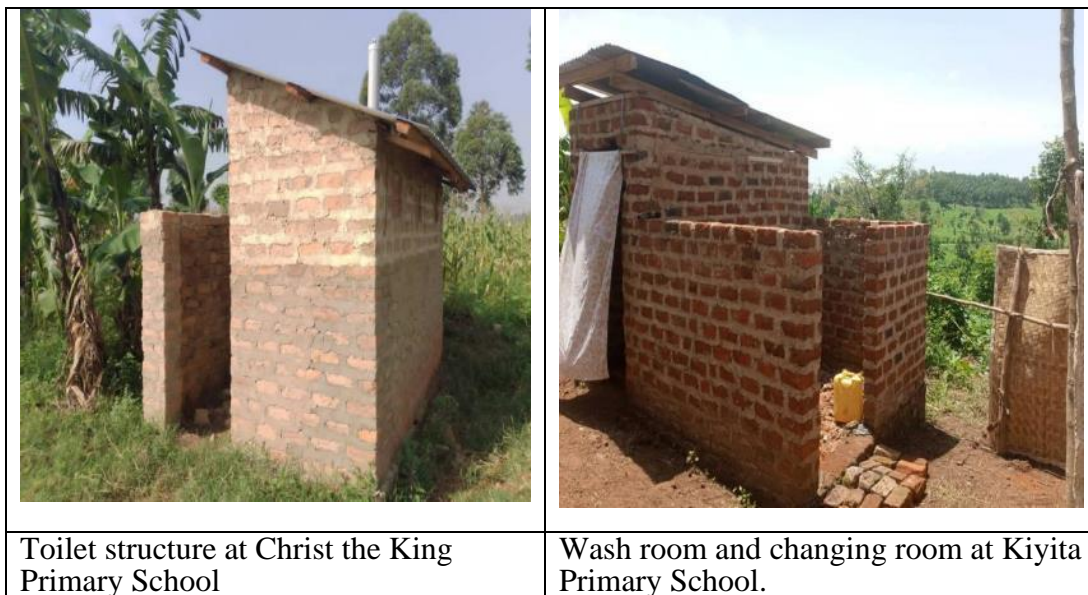 Toilet structure at Christ the King
Primary School
Wash room and changing room at Kiyita
Primary School.